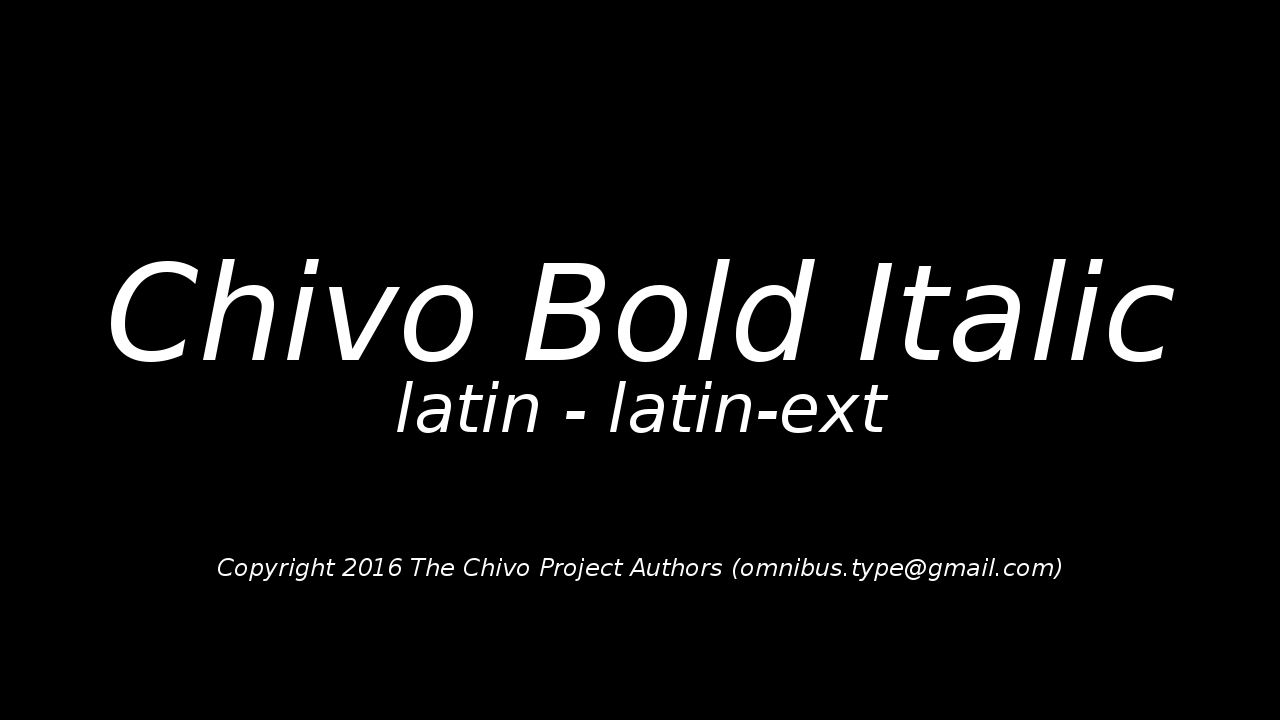 Chivo Bold Italic
latin - latin-ext
Copyright 2016 The Chivo Project Authors (omnibus.type@gmail.com)